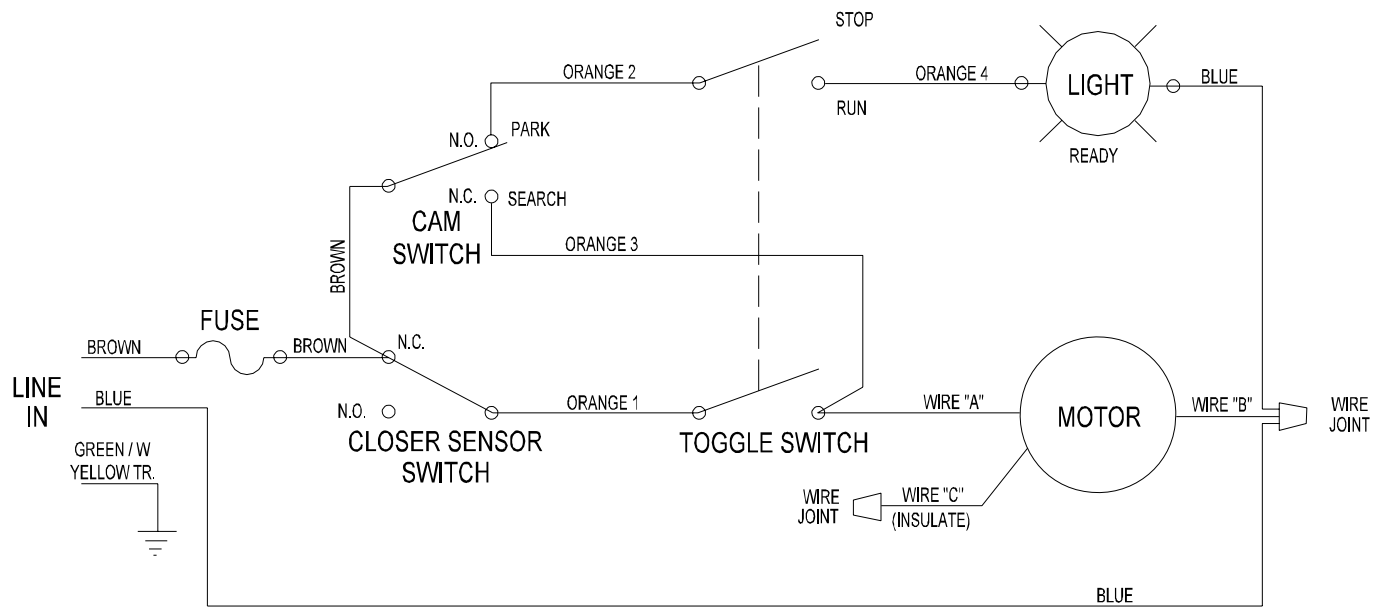 STOP
ORANGE 2
ORANGE 4
LIGHT
BLUE
RUN
N.O.
PARK
READY
N.C.
SEARCH
CAM
SWITCH
ORANGE 3
BROWN
FUSE
BROWN
BROWN
N.C.
LINE
IN
BLUE
N.O.
ORANGE 1
WIRE "A"
MOTOR
WIRE "B"
WIRE
JOINT
CLOSER SENSOR
SWITCH
TOGGLE SWITCH
GREEN / W
YELLOW TR.
WIRE
JOINT
WIRE "C"
(INSULATE)
BLUE